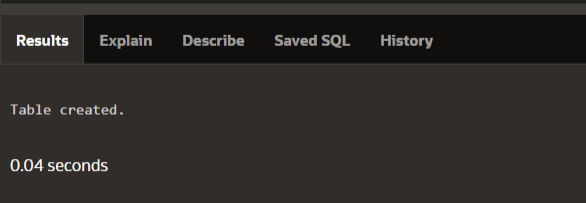 Results Explain Describe Saved SQL History
Table created.
0.04 seconds